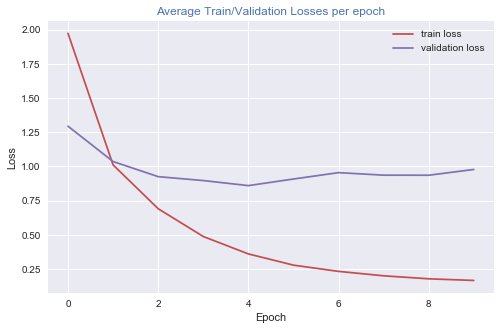 Average Train/Validation Losses per epoch
train loss
validation loss
Loss
2.00
1.75
1.50
1.25
1.00
0.75
0.50
0.25
0 2 4 6 8
Epoch